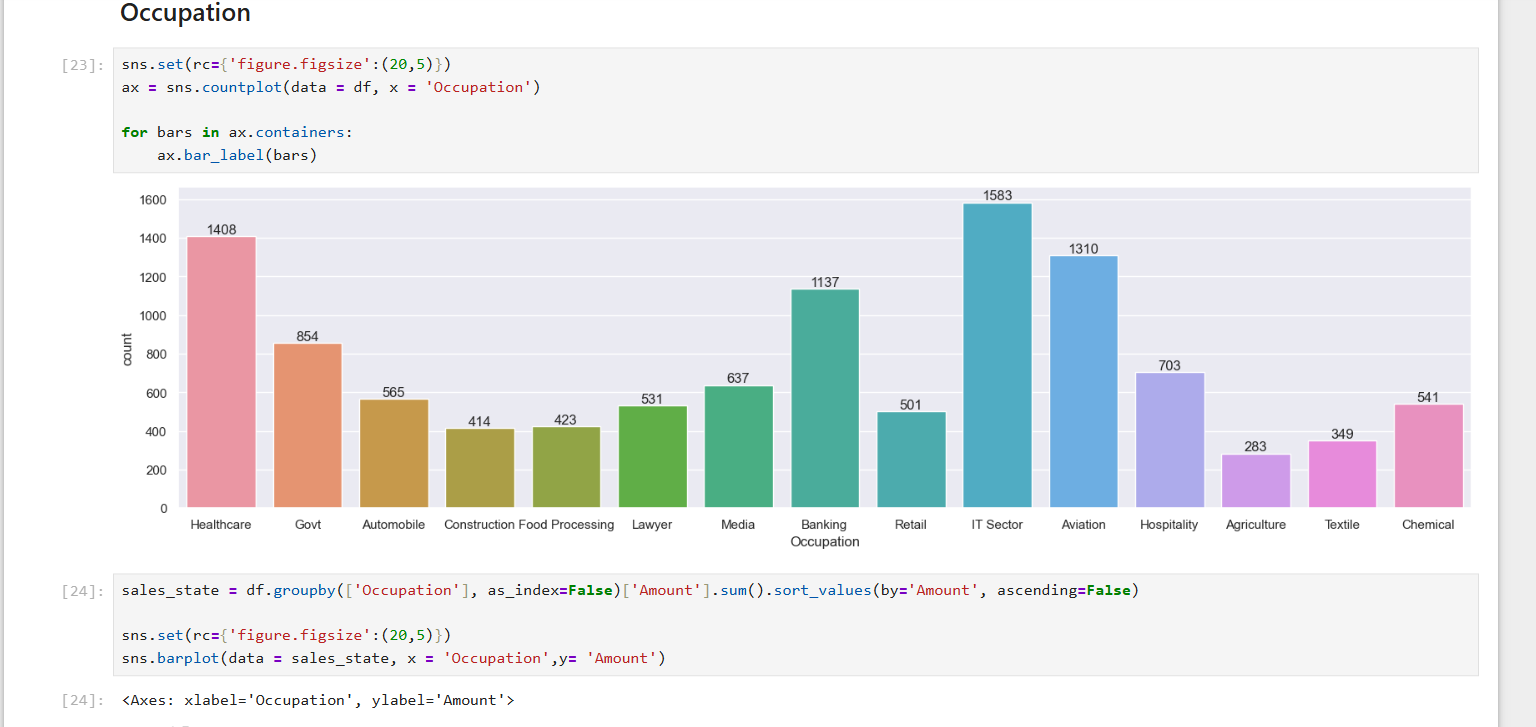 Occupation
[23]: sns.set(rc={'figure.figsize':(20,5)})
ax = sns.countplot(data = df, x = 'Occupation')
for bars in ax.containers:
    ax.bar_label(bars)
1600
1400
1200
1000
800
600
400
200
0
count
1408
854
565
414
423
531
637
1137
501
1583
1310
703
283
349
541
Healthcare Govt Automobile Construction Food Processing Lawyer Media Banking Retail IT Sector Aviation Hospitality Agriculture Textile Chemical
Occupation
[24]: sales_state = df.groupby(['Occupation'], as_index=False)['Amount'].sum().sort_values(by='Amount', ascending=False)
sns.set(rc={'figure.figsize':(20,5)})
sns.barplot(data = sales_state, x = 'Occupation',y= 'Amount')
[24]: <Axes: xlabel='Occupation', ylabel='Amount'>